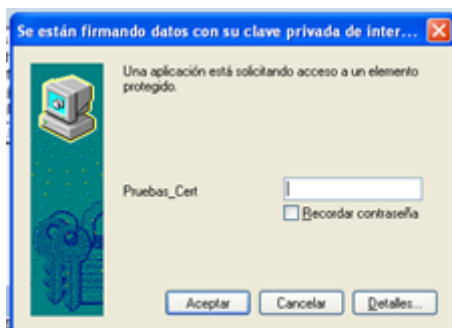 Se están firmando datos con su clave privada de inter...
Una aplicación está solicitando acceso a un elemento
protegido.
Pruebas_Cert
Recordar contraseña
Aceptar
Cancelar
Detalles...